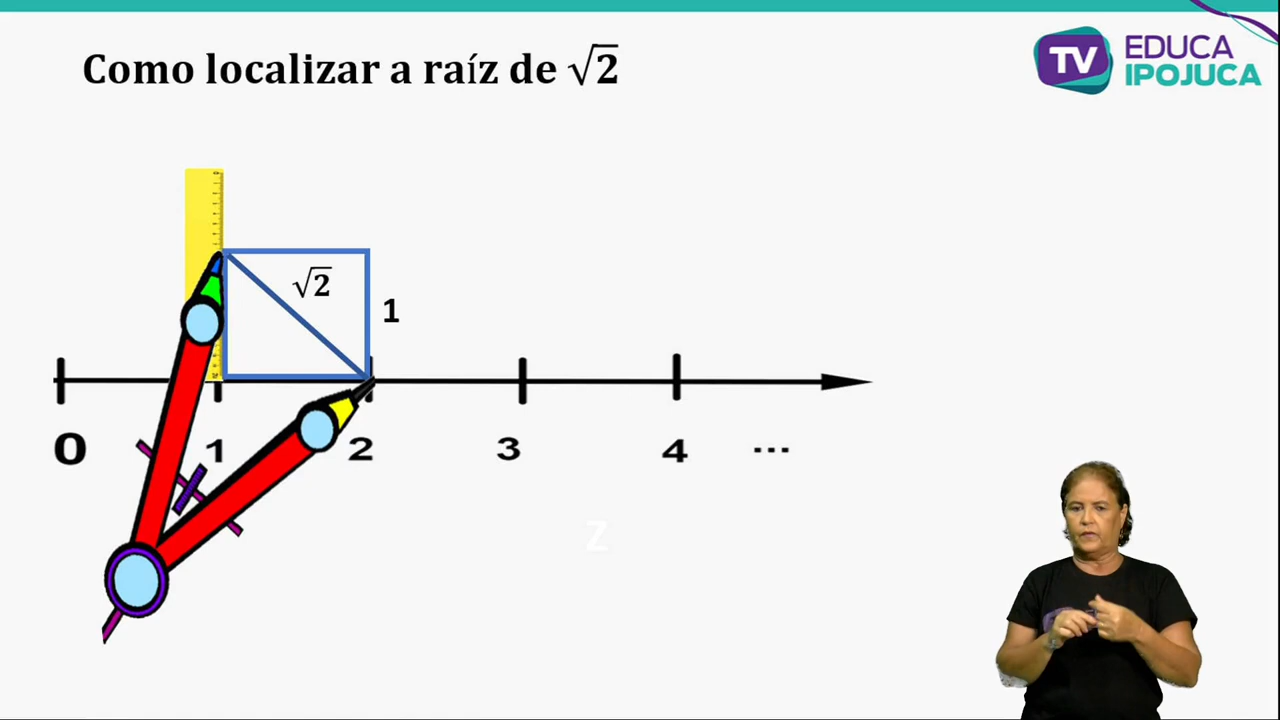 Como localizar a raíz de √2
TV EDUCA
IPOJUCA
√2
1
0 1 2 3 4 ...
Z